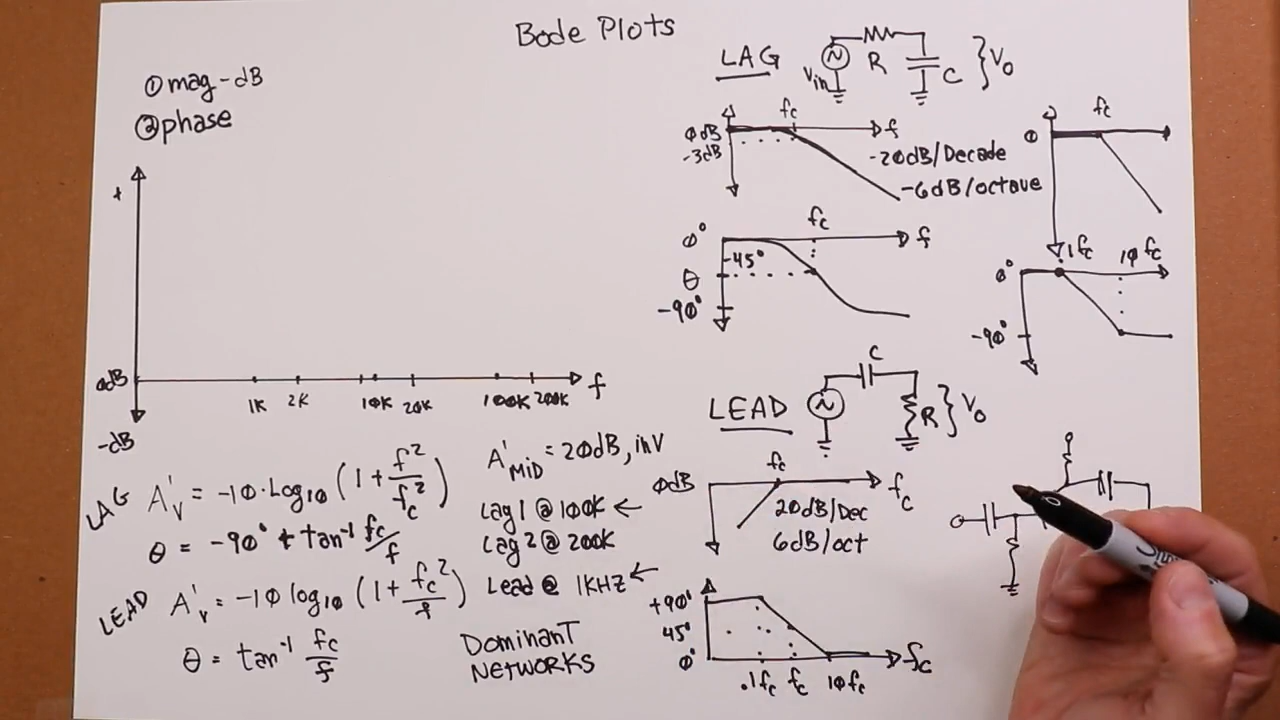 Bode Plots
① mag-dB
② phase
+
0dB
-dB
1K 2K 10K 20K 100K 200K f
LAG A'v = -10·Log10 (1 + f²/fc²)
θ = -90° + tan⁻¹ fc/f
LEAD A'v = -10 log10 (1 + fc²/f)
θ = tan⁻¹ fc/f
A'MID = 20dB, inV
Lag 1 @ 100K ←
Lag 2 @ 200K
Lead @ 1KHZ ←
DOMINANT
NETWORKS
LAG
Vin R C } Vo
fc
0dB f
-3dB
-20dB/Decade
-6dB/octave
fc
0
fc
0° f
-45°
θ
-90°
.1fc 10fc
0°
-90°
LEAD
C
R } Vo
fc
0dB fc
20dB/Dec
6dB/oct
+90°
45°
0° fc
.1fc fc 10fc